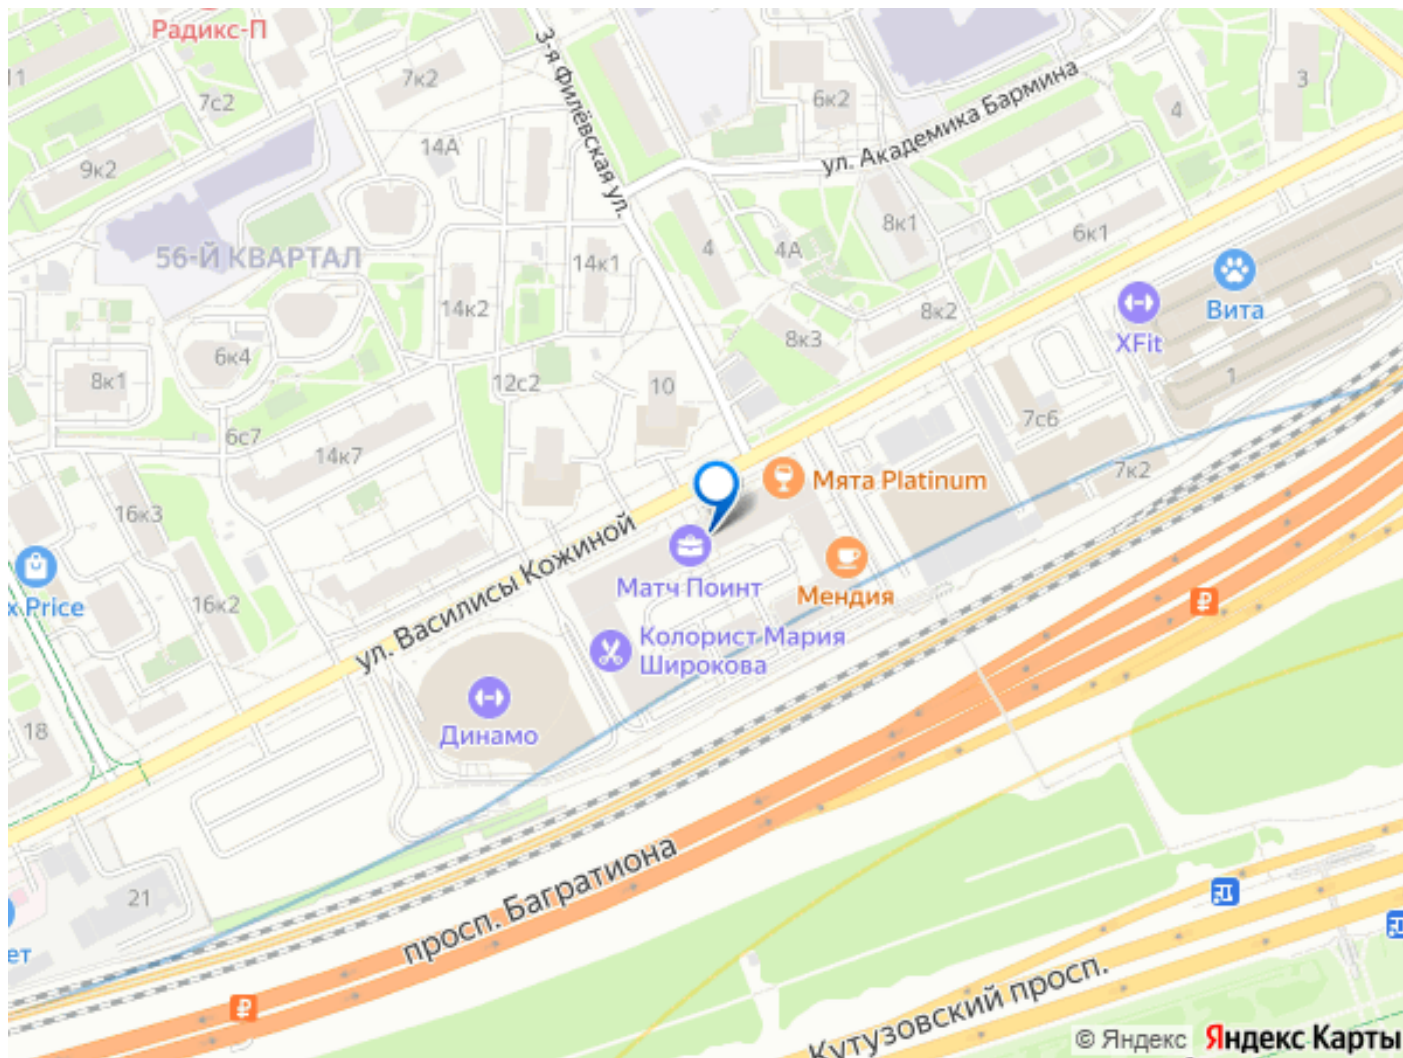 Радикс-П
11
7к2
7с2
3-я Филёвская ул.
6к2
ул. Академика Бармина
3
4
9к2
14А
8к1
6к1
56-Й КВАРТАЛ
14к1
4
4А
14к2
8к2
Вита
XFit
8к3
6к4
8к1
12с2
10
1
7с6
6с7
14к7
7к2
Мята Platinum
16к3
ул. Василисы Кожиной
Матч Поинт
Мендия
x Price
16к2
Колорист Мария
Широкова
Динамо
18
21
просп. Багратиона
ет
Кутузовский просп.
© Яндекс
Яндекс Карты